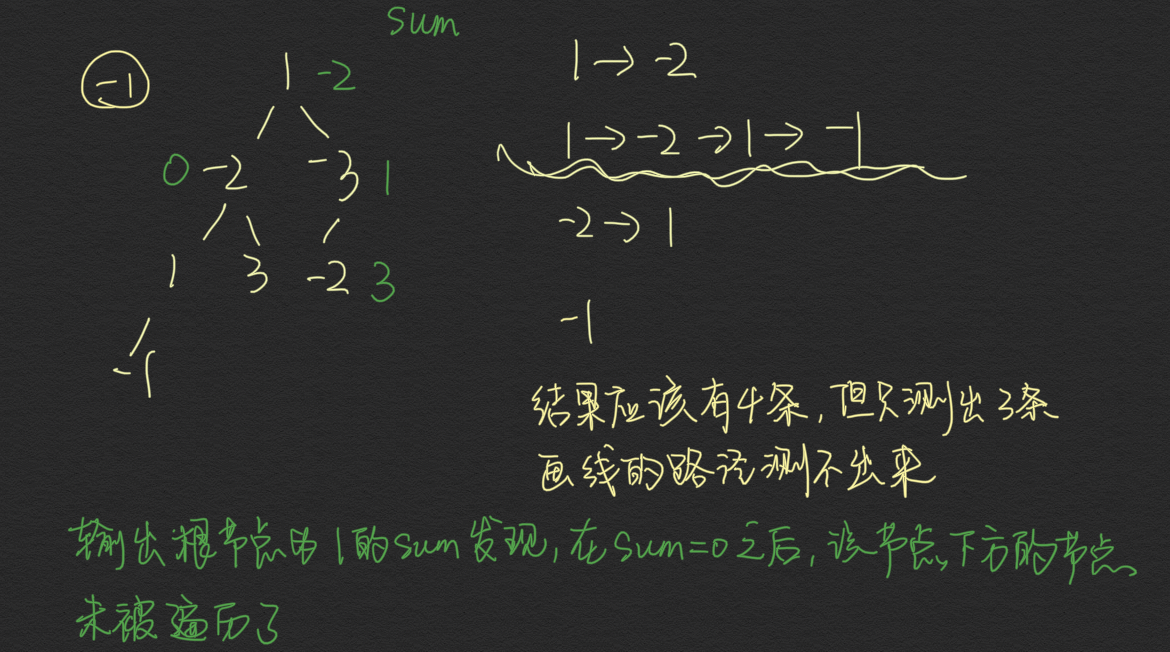 sum
-1
1 -2
0 -2 -3 1
1 3 -2 3
-1
1→-2
1→-2→1→-1
-2→1
-1
结果应该有4条,但只测出3条
画线的路径测不出来
输出根节点为1的sum发现,在sum=0之后,该节点下方的节点
未被遍历了